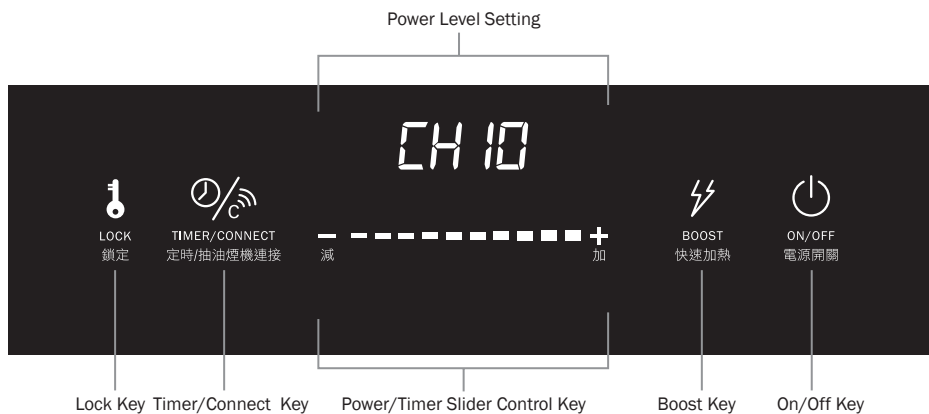 Power Level Setting
CH10
C
LOCK
鎖定
TIMER/CONNECT
定時/抽油煙機連接
減
加
BOOST
快速加熱
ON/OFF
電源開關
Lock Key
Timer/Connect Key
Power/Timer Slider Control Key
Boost Key
On/Off Key